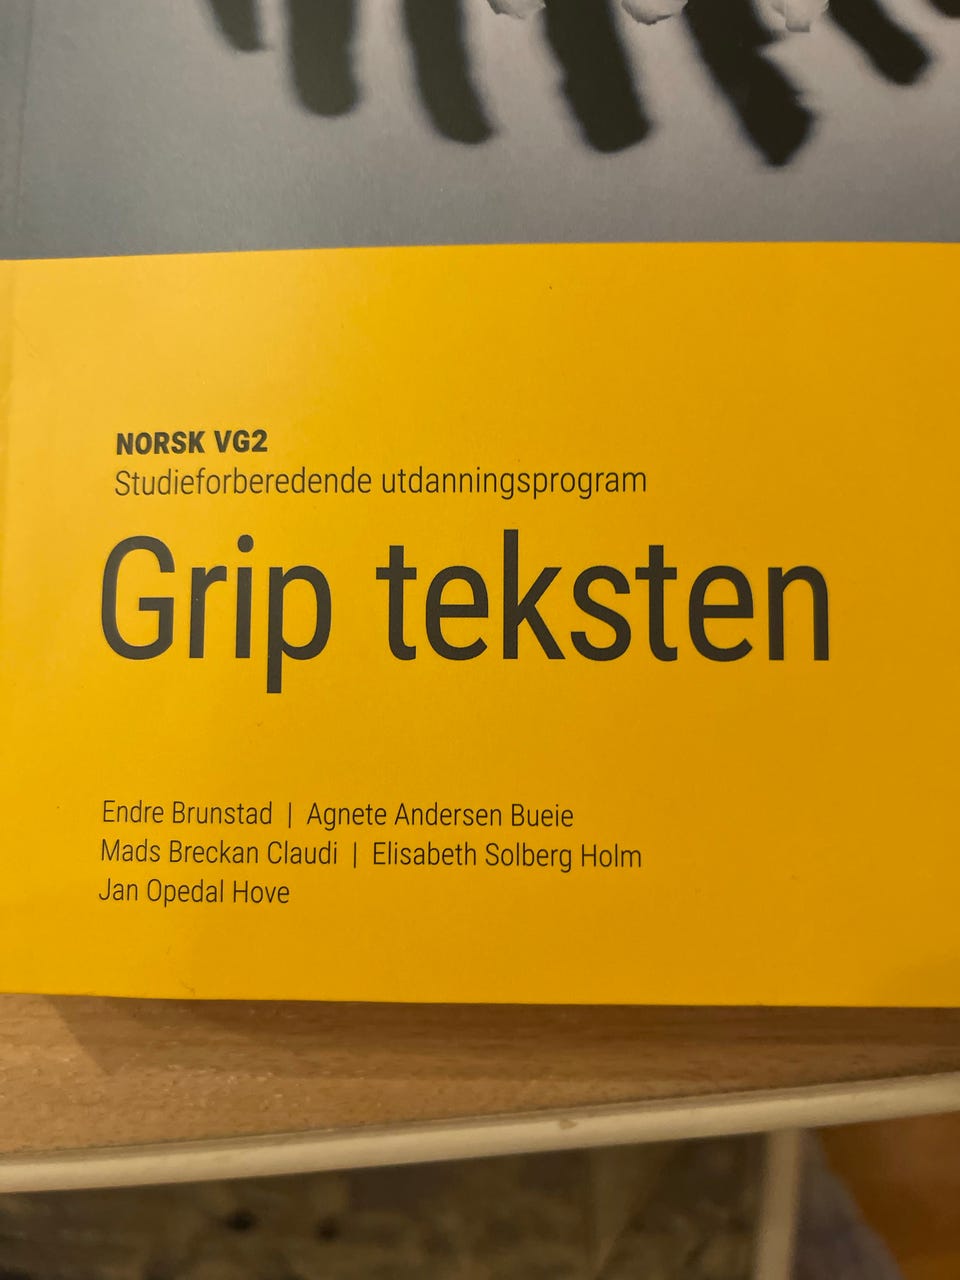 NORSK VG2
Studieforberedende utdanningsprogram
Grip teksten
Endre Brunstad | Agnete Andersen Bueie
Mads Breckan Claudi | Elisabeth Solberg Holm
Jan Opedal Hove